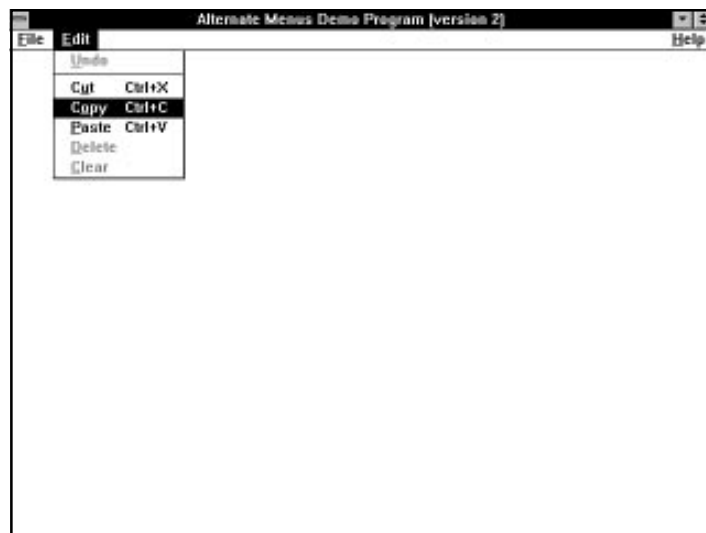 Alternate Menus Demo Program (version 2)
File Edit Help
Undo
Cut Ctrl+X
Copy Ctrl+C
Paste Ctrl+V
Delete
Clear